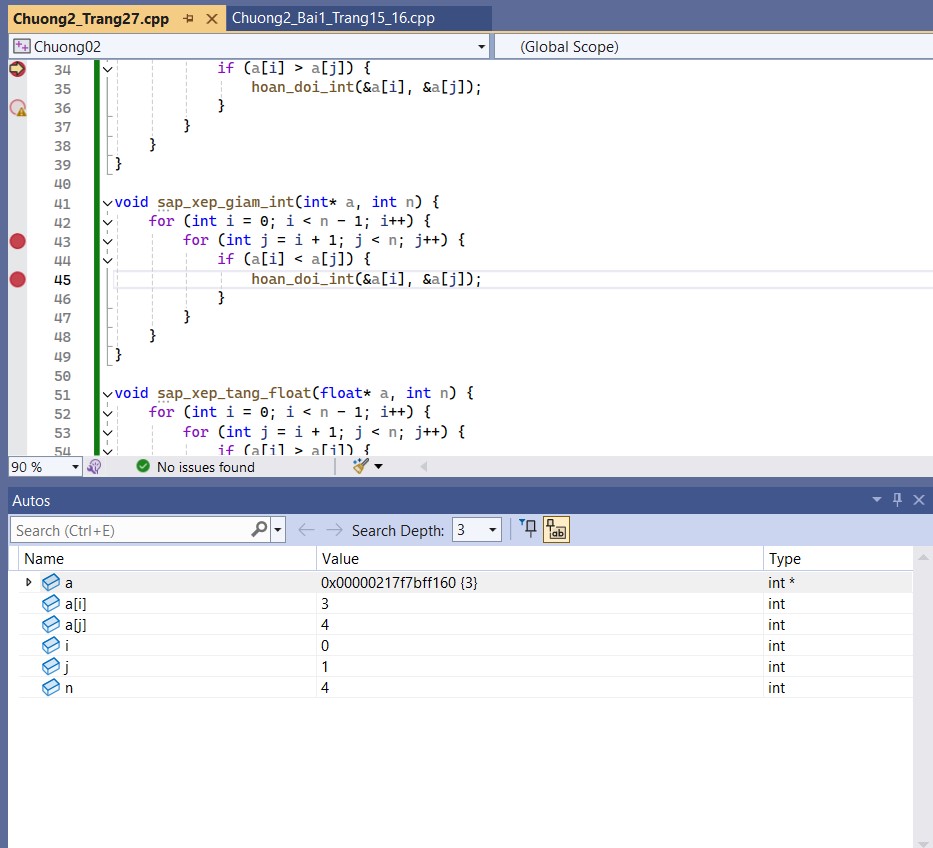 Chuong2_Trang27.cpp Chuong2_Bai1_Trang15_16.cpp
Chuong02 (Global Scope)
34 if (a[i] > a[j]) {
35 hoan_doi_int(&a[i], &a[j]);
36 }
37 }
38 }
39 }
40
41 void sap_xep_giam_int(int* a, int n) {
42 for (int i = 0; i < n - 1; i++) {
43 for (int j = i + 1; j < n; j++) {
44 if (a[i] < a[j]) {
45 hoan_doi_int(&a[i], &a[j]);
46 }
47 }
48 }
49 }
50
51 void sap_xep_tang_float(float* a, int n) {
52 for (int i = 0; i < n - 1; i++) {
53 for (int j = i + 1; j < n; j++) {
54 if (a[i] > a[j]) {
90 % No issues found
Autos
Search (Ctrl+E) Search Depth: 3
Name Value Type
a 0x00000217f7bff160 {3} int *
a[i] 3 int
a[j] 4 int
i 0 int
j 1 int
n 4 int